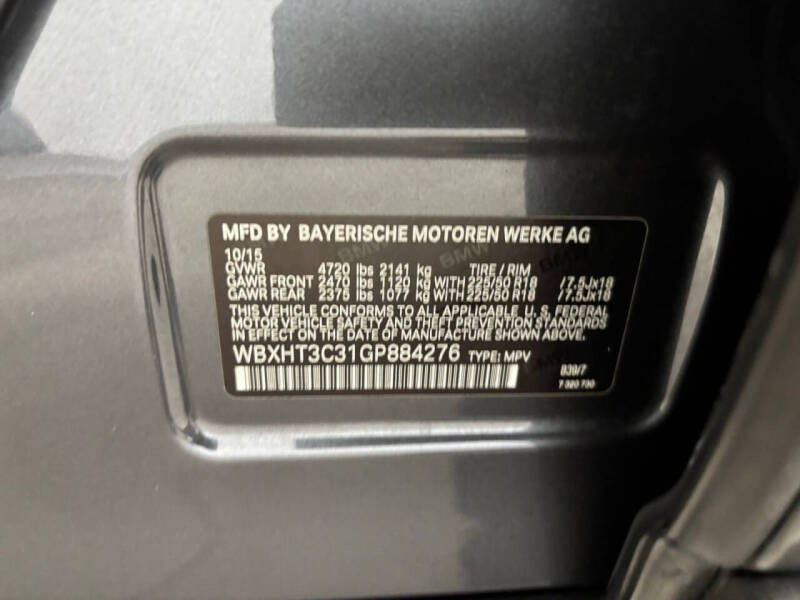 MFD BY BAYERISCHE MOTOREN WERKE AG
10/15
GVWR 4720 lbs 2141 kg TIRE / RIM
GAWR FRONT 2470 lbs 1120 kg WITH 225/50 R18 / 7.5Jx18
GAWR REAR 2375 lbs 1077 kg WITH 225/50 R18 / 7.5Jx18
THIS VEHICLE CONFORMS TO ALL APPLICABLE U. S. FEDERAL
MOTOR VEHICLE SAFETY, BUMPER AND THEFT PREVENTION STANDARDS
IN EFFECT ON THE DATE OF MANUFACTURE SHOWN ABOVE.
WBXHT3C31GP884276 TYPE: MPV
B39/7
7 320 730